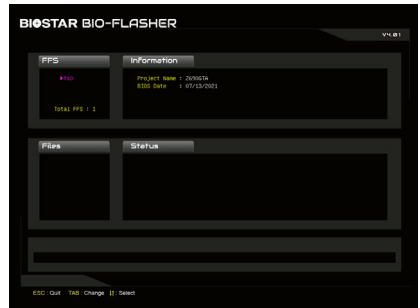 BIOSTAR BIO-FLASHER
V4.01
FFS
Information
Project Name : Z690GTA
BIOS Date : 07/13/2021
Total FFS : 1
Files
Status
ESC : Quit TAB : Change : Select